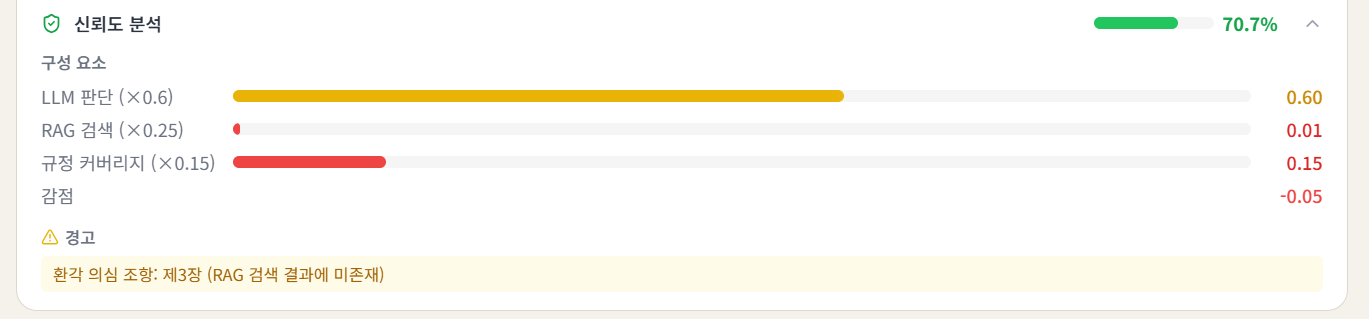 신뢰도 분석 70.7%
구성 요소
LLM 판단 (×0.6) 0.60
RAG 검색 (×0.25) 0.01
규정 커버리지 (×0.15) 0.15
감점 -0.05
경고
환각 의심 조항: 제3장 (RAG 검색 결과에 미존재)